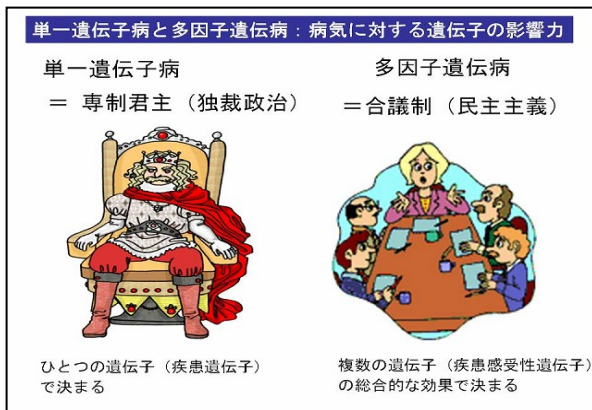 単一遺伝子病と多因子遺伝病：病気に対する遺伝子の影響力
単一遺伝子病
＝ 専制君主（独裁政治）
ひとつの遺伝子（疾患遺伝子）
で決まる
多因子遺伝病
＝合議制（民主主義）
複数の遺伝子（疾患感受性遺伝子）
の総合的な効果で決まる